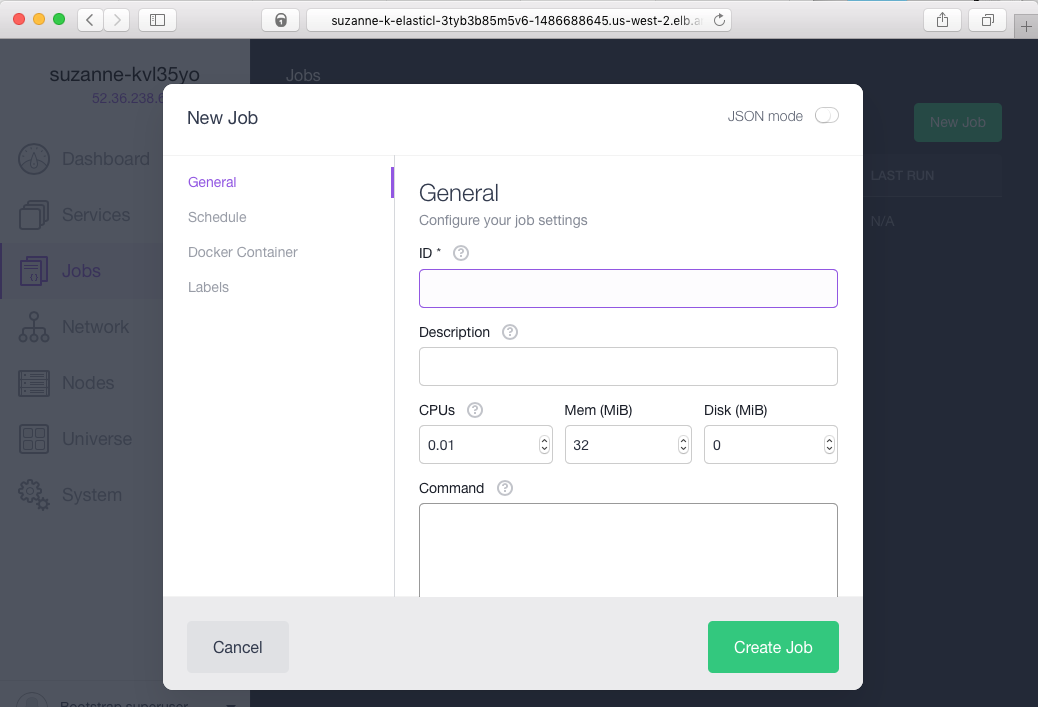 suzanne-k-elasticl-3tyb3b85m5v6-1486688645.us-west-2.elb.a
suzanne-kvl35yo
52.36.238.6
Jobs
New Job
JSON mode
New Job
Dashboard
Services
Jobs
Network
Nodes
Universe
System
LAST RUN
N/A
General
Schedule
Docker Container
Labels
General
Configure your job settings
ID * ?
Description ?
CPUs ? Mem (MiB) Disk (MiB)
0.01 32 0
Command ?
Cancel Create Job
Bootstrap superuser